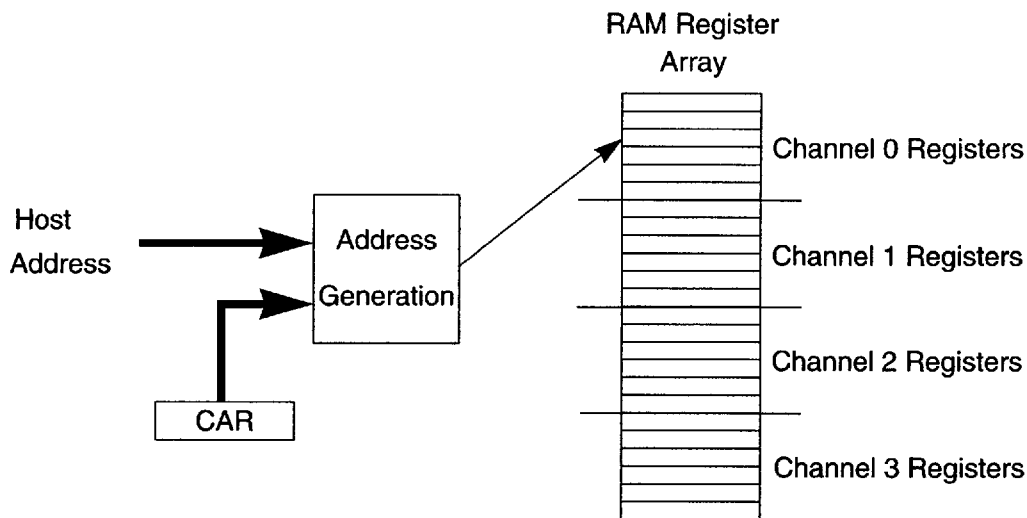 RAM Register
Array
Channel 0 Registers
Host
Address
Address
Generation
Channel 1 Registers
CAR
Channel 2 Registers
Channel 3 Registers